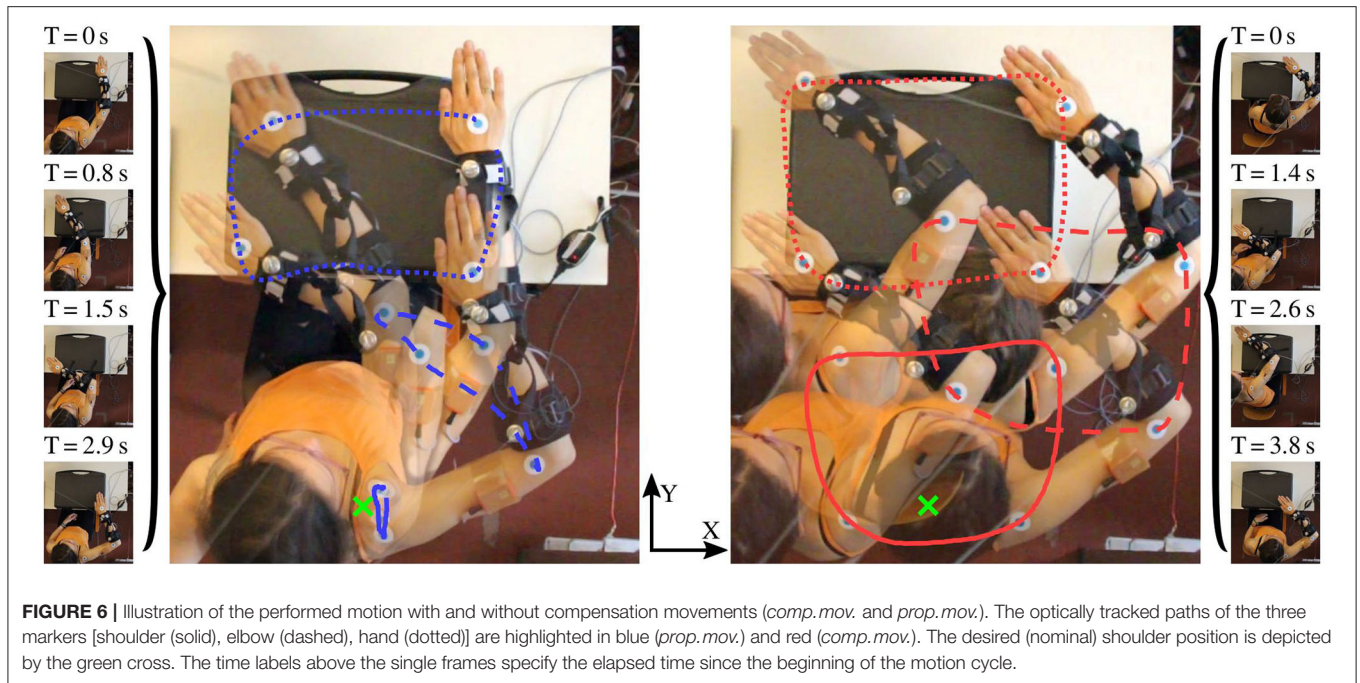 T = 0 s
T = 0.8 s
T = 1.5 s
T = 2.9 s
Y
X
T = 0 s
T = 1.4 s
T = 2.6 s
T = 3.8 s
FIGURE 6 | Illustration of the performed motion with and without compensation movements (comp.mov. and prop.mov.). The optically tracked paths of the three
markers [shoulder (solid), elbow (dashed), hand (dotted)] are highlighted in blue (prop.mov.) and red (comp.mov.). The desired (nominal) shoulder position is depicted
by the green cross. The time labels above the single frames specify the elapsed time since the beginning of the motion cycle.